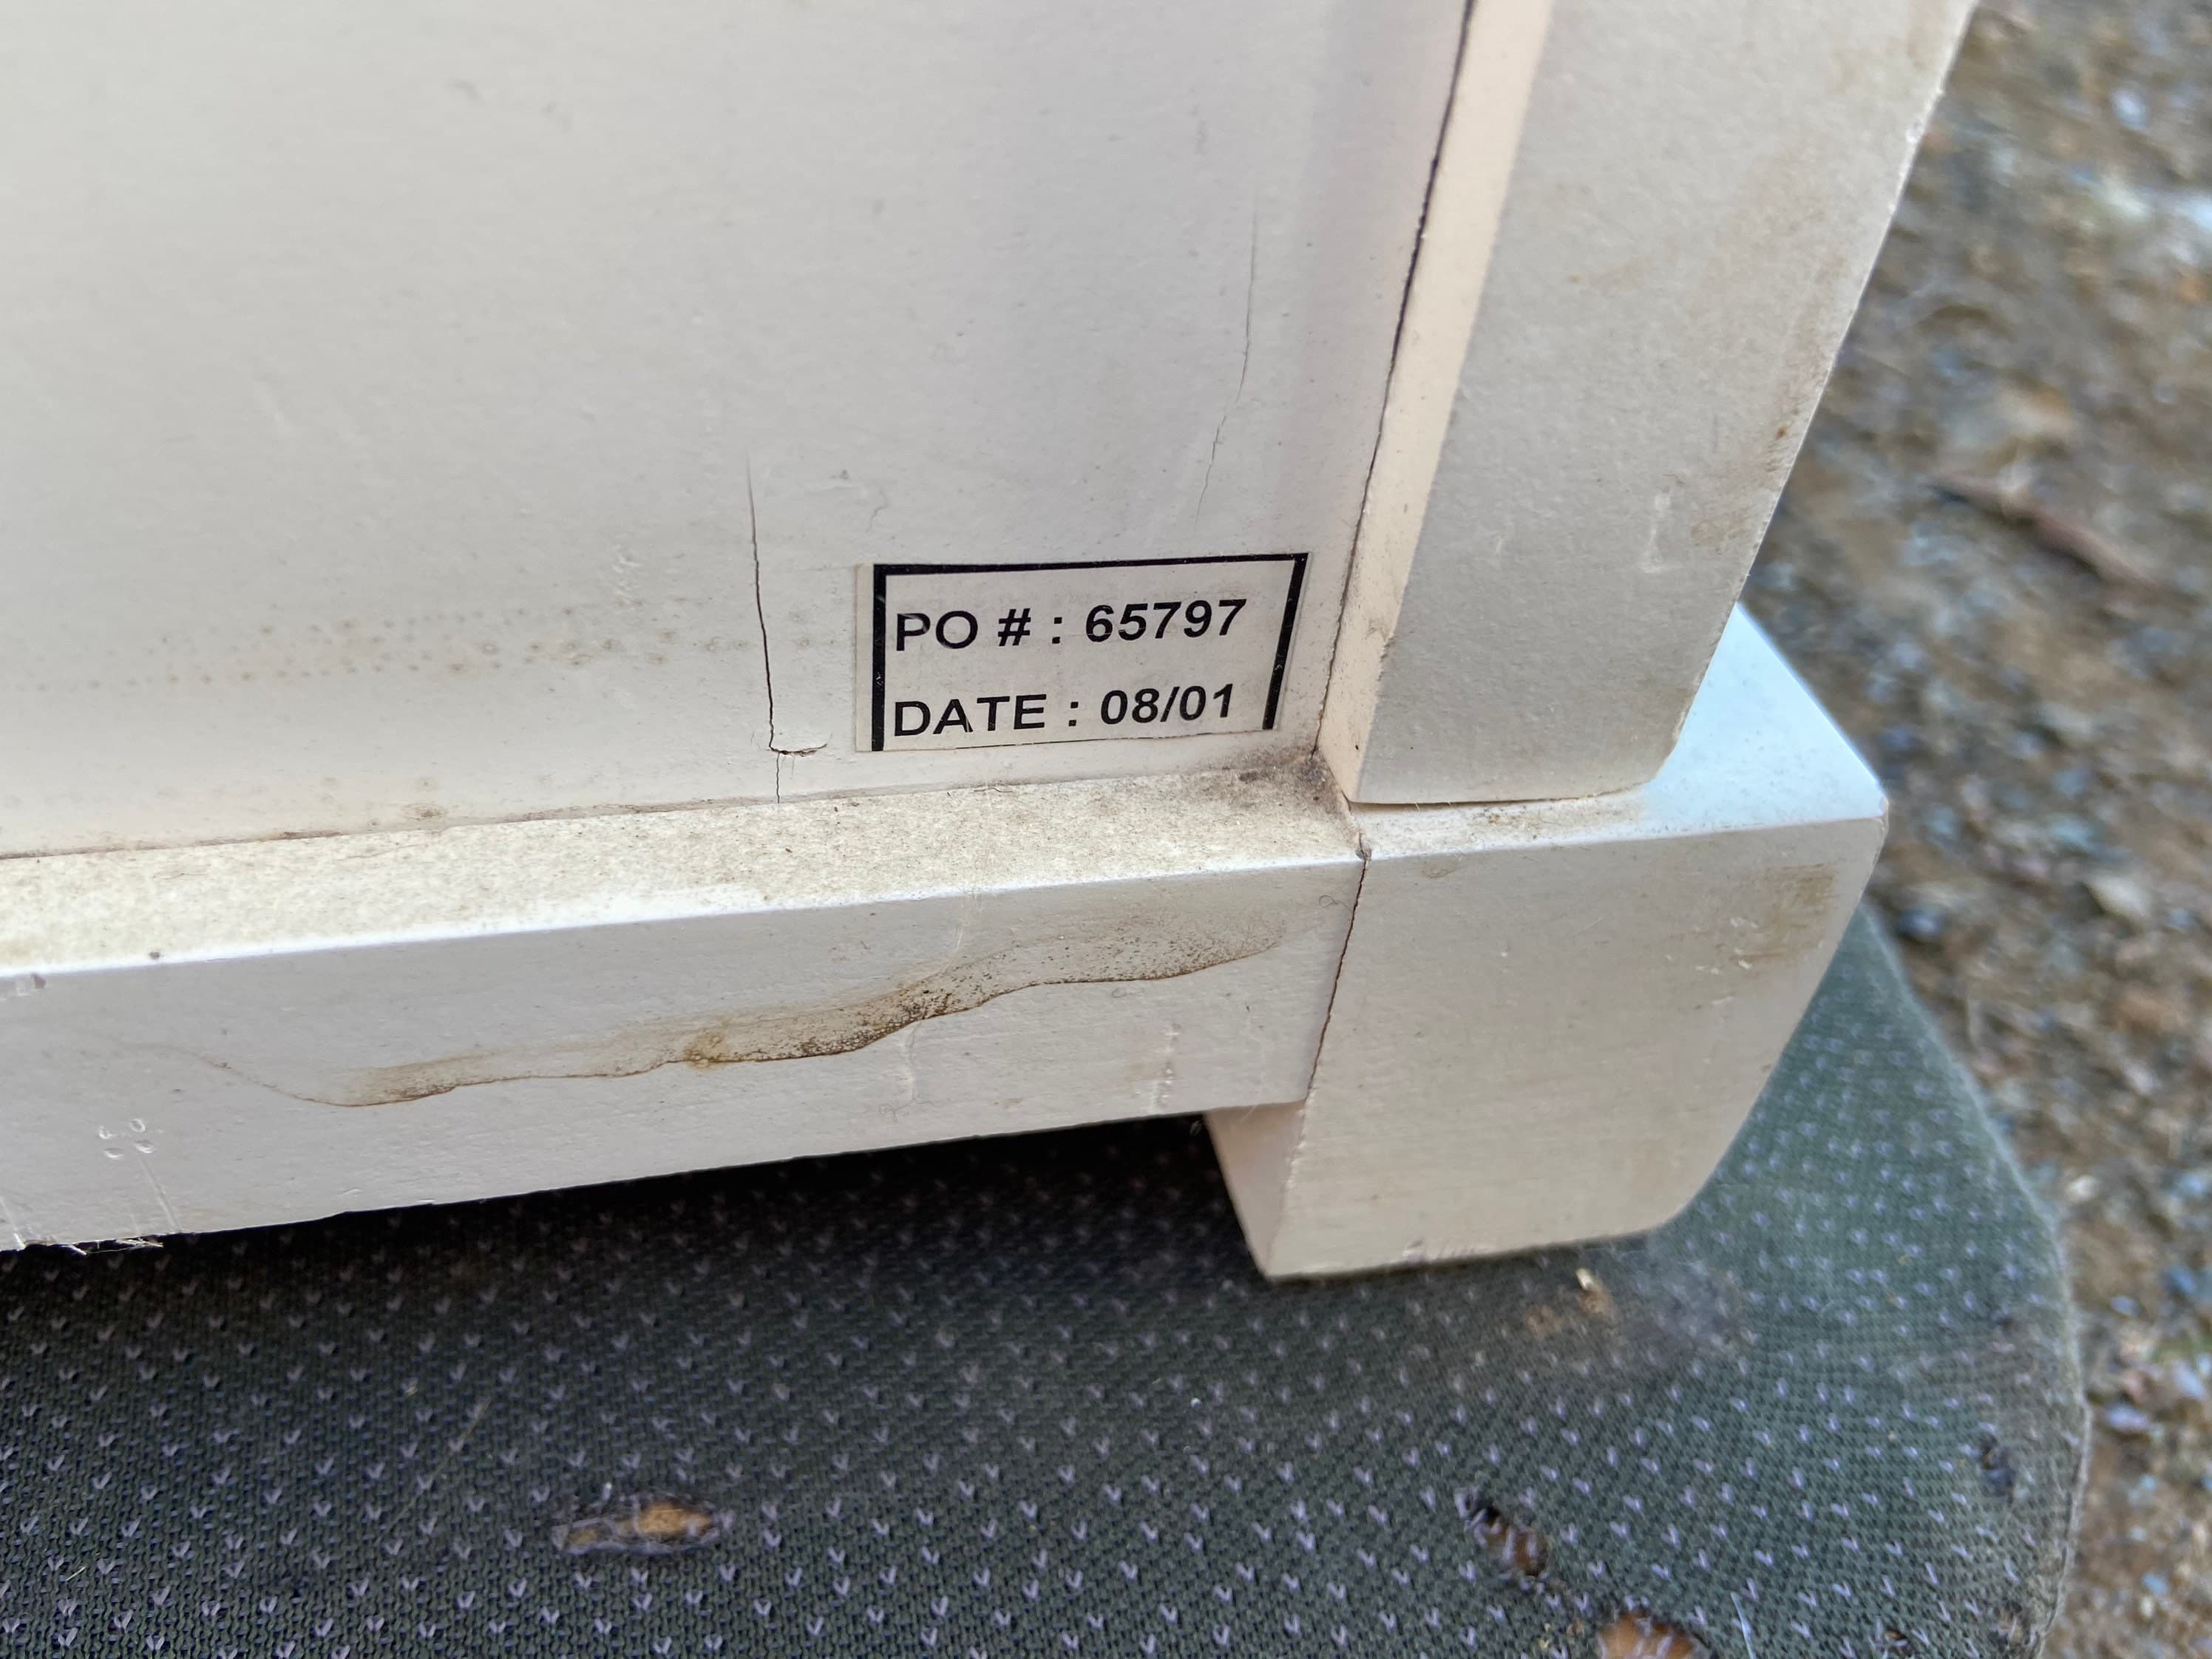 PO # : 65797
DATE : 08/01